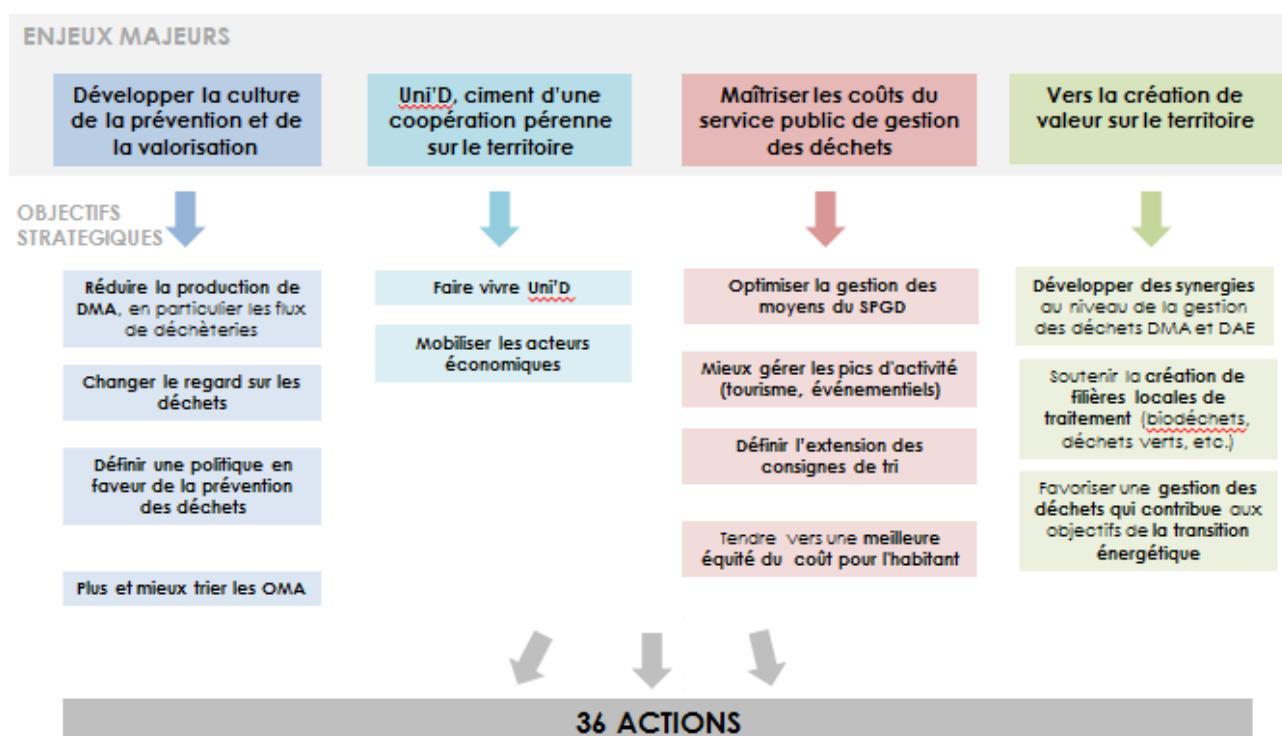 ENJEUX MAJEURS
Développer la culture
de la prévention et de
la valorisation
Uni'D, ciment d'une
coopération pérenne
sur le territoire
Maîtriser les coûts du
service public de gestion
des déchets
Vers la création de
valeur sur le territoire
OBJECTIFS
STRATEGIQUES
Réduire la production de
DMA, en particulier les flux
de déchèteries
Changer le regard sur les
déchets
Définir une politique en
faveur de la prévention
des déchets
Plus et mieux trier les OMA
Faire vivre Uni'D
Mobiliser les acteurs
économiques
Optimiser la gestion des
moyens du SPGD
Mieux gérer les pics d'activité
(tourisme, événementiels)
Définir l'extension des
consignes de tri
Tendre vers une meilleure
équité du coût pour l'habitant
Développer des synergies
au niveau de la gestion
des déchets DMA et DAE
Soutenir la création de
filières locales de
traitement (biodéchets,
déchets verts, etc.)
Favoriser une gestion des
déchets qui contribue aux
objectifs de la transition
énergétique
36 ACTIONS